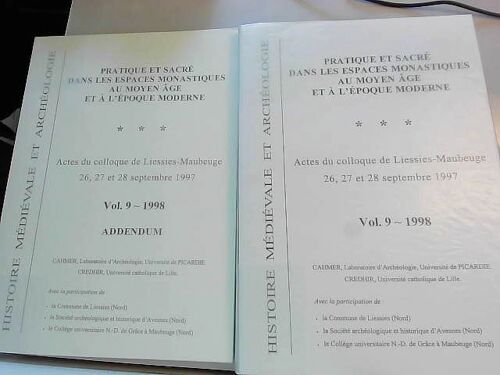 HISTOIRE MÉDIÉVALE ET ARCHÉOLOGIE
PRATIQUE ET SACRÉ
DANS LES ESPACES MONASTIQUES
AU MOYEN ÂGE
ET À L'ÉPOQUE MODERNE
* * *
Actes du colloque de Liessies-Maubeuge
26, 27 et 28 septembre 1997
Vol. 9 ~ 1998
ADDENDUM
CAHMER, Laboratoire d'Archéologie, Université de PICARDIE
CREDHIR, Université catholique de Lille.
Avec la participation de
• la Commune de Liessies (Nord)
• la Société archéologique et historique d'Avesnes (Nord)
• le Collège universitaire N.-D. de Grâce à Maubeuge (Nord)
HISTOIRE MÉDIÉVALE ET ARCHÉOLOGIE
PRATIQUE ET SACRÉ
DANS LES ESPACES MONASTIQUES
AU MOYEN ÂGE
ET À L'ÉPOQUE MODERNE
* * *
Actes du colloque de Liessies-Maubeuge
26, 27 et 28 septembre 1997
Vol. 9 ~ 1998
CAHMER, Laboratoire d'Archéologie, Université de PICARDIE
CREDHIR, Université catholique de Lille.
Avec la participation de
• la Commune de Liessies (Nord)
• la Société archéologique et historique d'Avesnes (Nord)
• le Collège universitaire N.-D. de Grâce à Maubeuge (Nord)